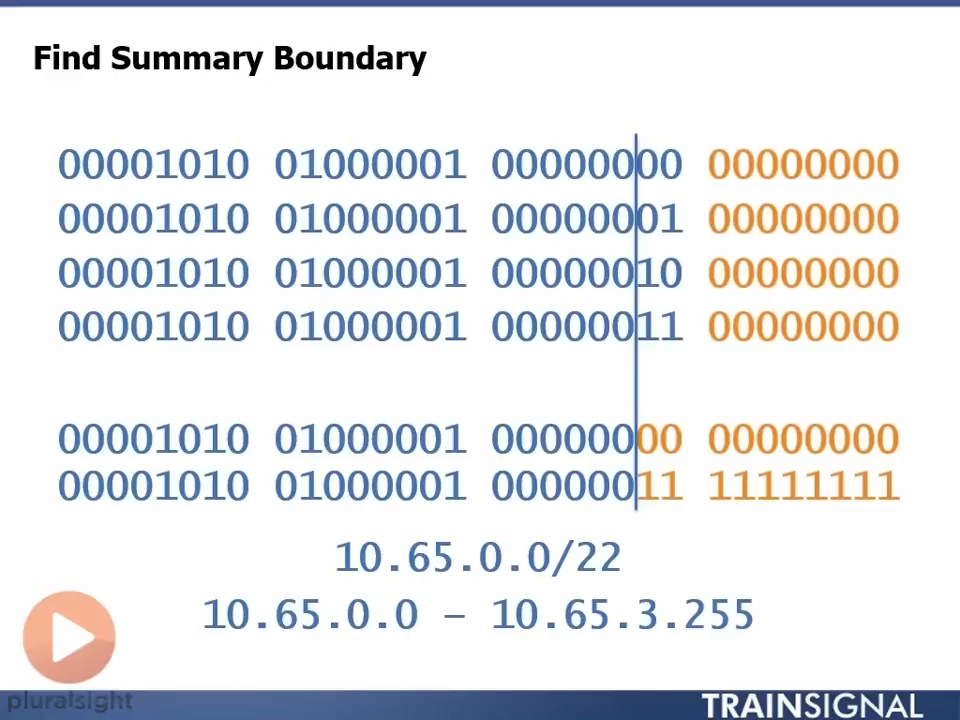 Find Summary Boundary
00001010 01000001 00000000 00000000
00001010 01000001 00000001 00000000
00001010 01000001 00000010 00000000
00001010 01000001 00000011 00000000
00001010 01000001 00000000 00000000
00001010 01000001 00000011 11111111
10.65.0.0/22
10.65.0.0 – 10.65.3.255
pluralsight
TRAINSIGNAL